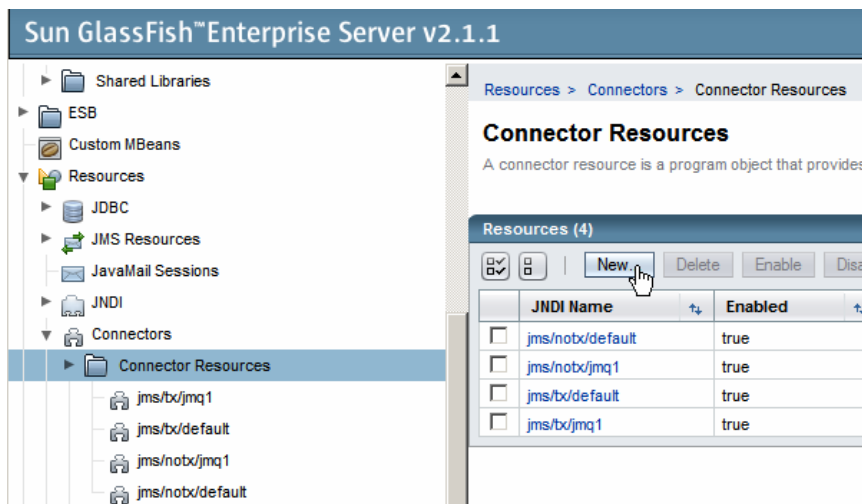 Sun GlassFish™ Enterprise Server v2.1.1
Shared Libraries
ESB
Custom MBeans
Resources
JDBC
JMS Resources
JavaMail Sessions
JNDI
Connectors
Connector Resources
jms/tx/jmq1
jms/tx/default
jms/notx/jmq1
jms/notx/default
Resources > Connectors > Connector Resources
Connector Resources
A connector resource is a program object that provides
Resources (4)
New... Delete Enable Disa
JNDI Name Enabled
jms/notx/default true
jms/notx/jmq1 true
jms/tx/default true
jms/tx/jmq1 true